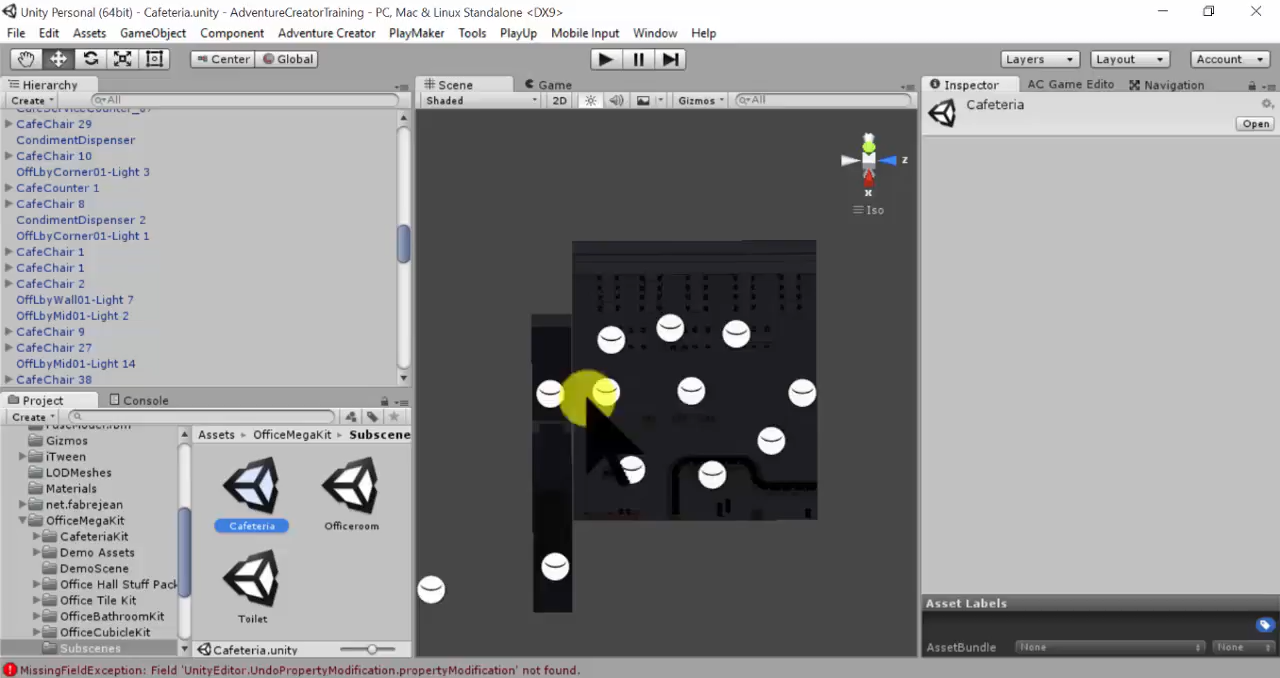 Unity Personal (64bit) - Cafeteria.unity - AdventureCreatorTraining - PC, Mac & Linux Standalone <DX9>
File Edit Assets GameObject Component Adventure Creator PlayMaker Tools PlayUp Mobile Input Window Help
Center Global Layers Layout Account
Hierarchy Scene Game Inspector AC Game Edito Navigation
Create All Shaded 2D Gizmos All Cafeteria
Open
CafeChair 29
CondimentDispenser
CafeChair 10
OffLbyCorner01-Light 3
CafeCounter 1
CafeChair 8
CondimentDispenser 2
OffLbyCorner01-Light 1
CafeChair 1
CafeChair 1
CafeChair 2
OffLbyWall01-Light 7
OffLbyMid01-Light 2
CafeChair 9
CafeChair 27
OffLbyMid01-Light 14
CafeChair 38
z
x
Iso
Project Console
Create
Gizmos
iTween
LODMeshes
Materials
net.fabrejean
OfficeMegaKit
CafeteriaKit
Demo Assets
DemoScene
Office Hall Stuff Pack
Office Tile Kit
OfficeBathroomKit
OfficeCubicleKit
Subscenes
Assets OfficeMegaKit Subscene
Cafeteria Officeroom
Toilet
Cafeteria.unity
Asset Labels
AssetBundle None None
MissingFieldException: Field 'UnityEditor.UndoPropertyModification.propertyModification' not found.